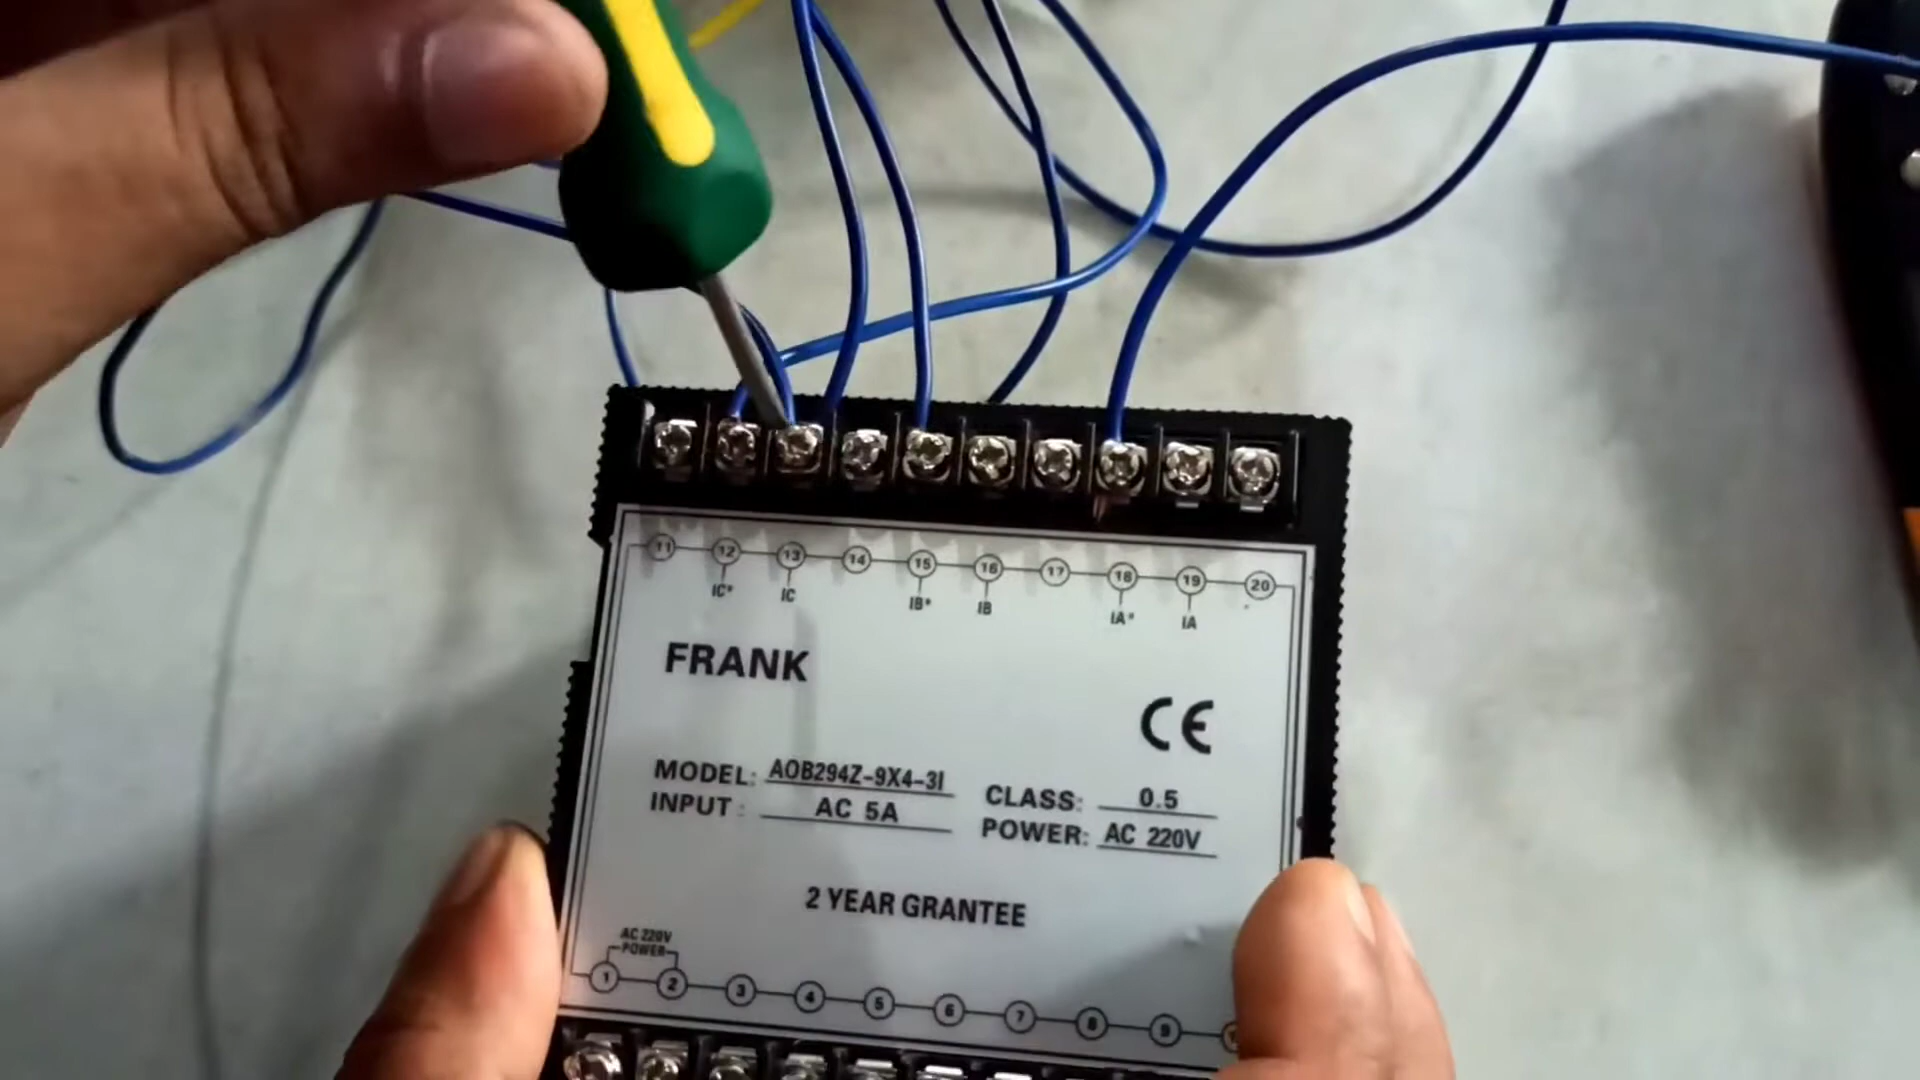 11 12 13 14 15 16 17 18 19 20
IC* IC IB* IB IA* IA
FRANK
CE
MODEL: AOB294Z-9X4-3I
INPUT: AC 5A
CLASS: 0.5
POWER: AC 220V
2 YEAR GRANTEE
AC 220V
POWER
1 2 3 4 5 6 7 8 9